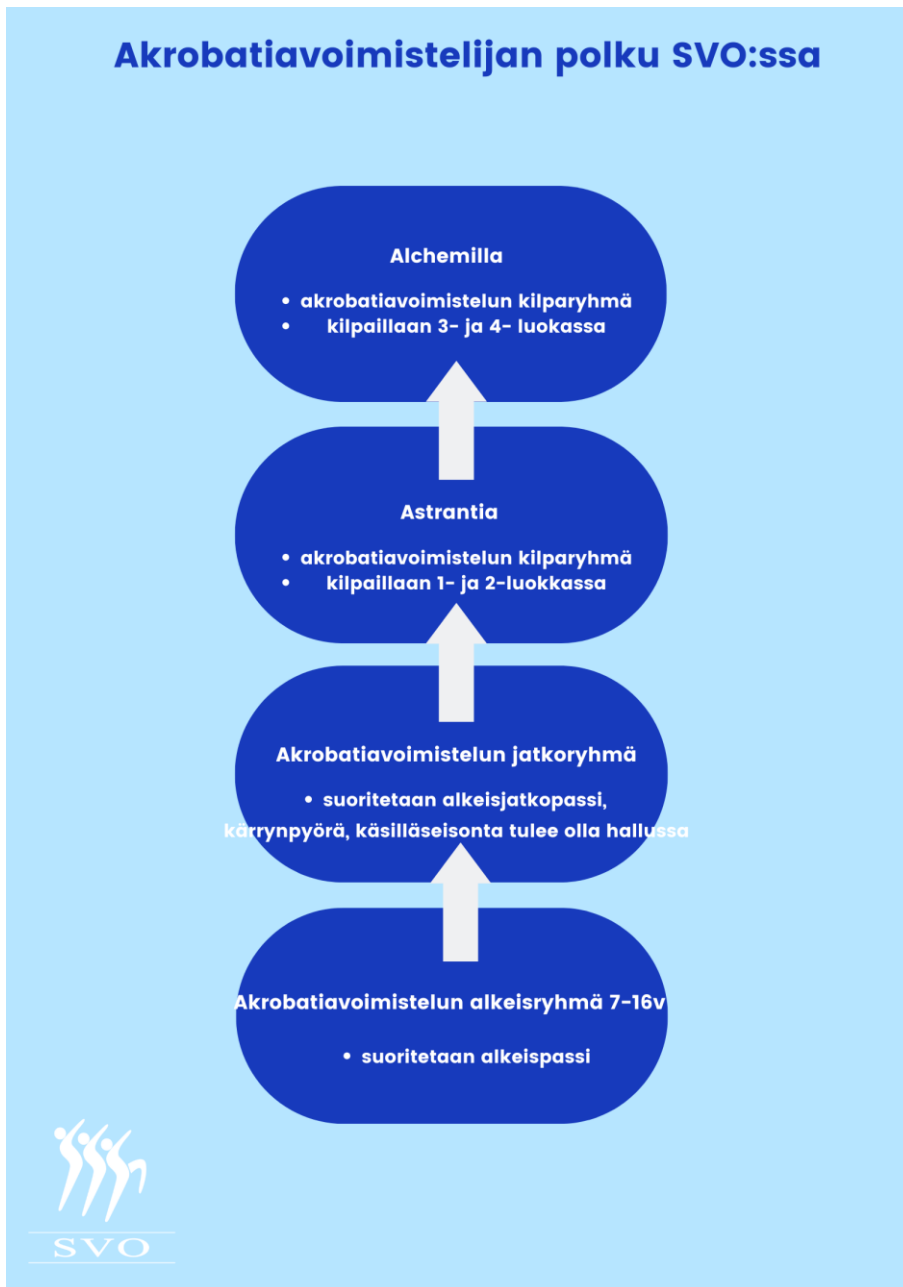 Akrobatiavoimistelijan polku SVO:ssa
Alchemilla
• akrobatiavoimistelun kilparyhmä
• kilpaillaan 3- ja 4- luokassa
Astrantia
• akrobatiavoimistelun kilparyhmä
• kilpaillaan 1- ja 2-luokkassa
Akrobatiavoimistelun jatkoryhmä
• suoritetaan alkeisjatkopassi,
kärrynpyörä, käsilläseisonta tulee olla hallussa
Akrobatiavoimistelun alkeisryhmä 7-16v
• suoritetaan alkeispassi
SVO